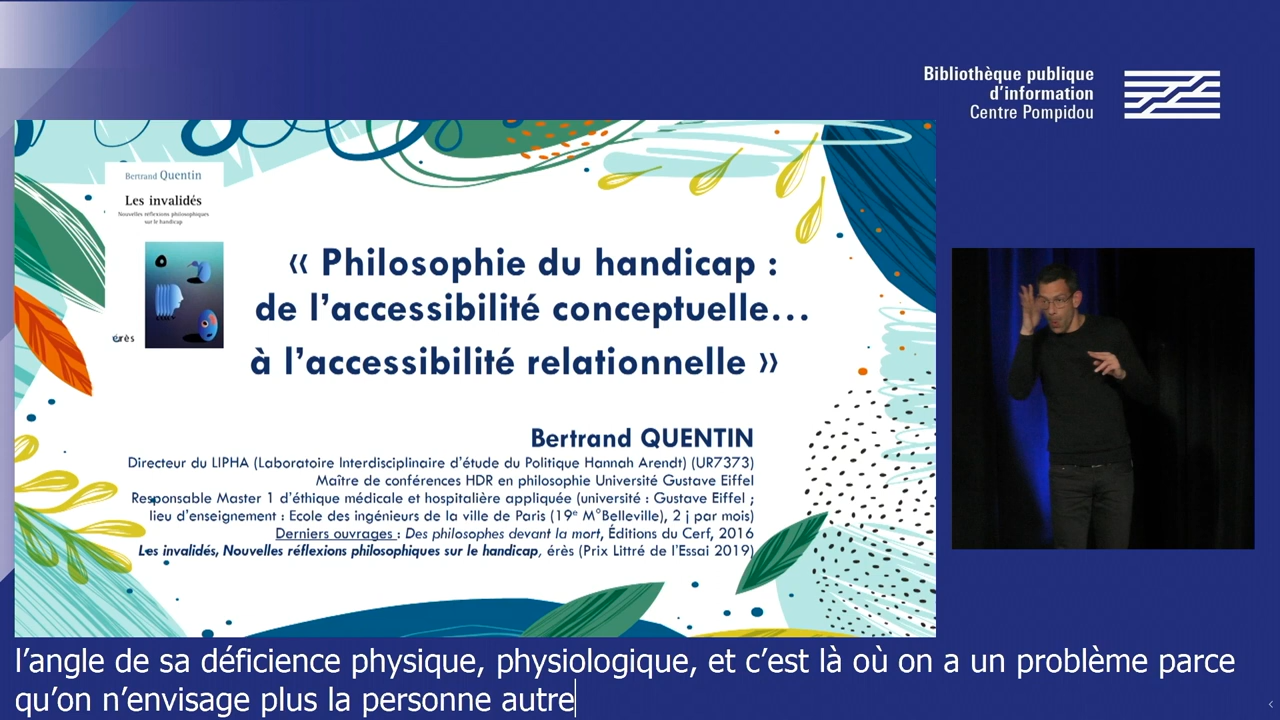 Bibliothèque publique
d'information
Centre Pompidou
Bertrand Quentin
Les invalidés
Nouvelles réflexions philosophiques
sur le handicap
érès
« Philosophie du handicap :
de l'accessibilité conceptuelle...
à l'accessibilité relationnelle »
Bertrand QUENTIN
Directeur du LIPHA (Laboratoire Interdisciplinaire d'étude du Politique Hannah Arendt) (UR7373)
Maître de conférences HDR en philosophie Université Gustave Eiffel
Responsable Master 1 d'éthique médicale et hospitalière appliquée (université : Gustave Eiffel ;
lieu d'enseignement : Ecole des ingénieurs de la ville de Paris (19e M°Belleville), 2 j par mois)
Derniers ouvrages : Des philosophes devant la mort, Éditions du Cerf, 2016
Les invalidés, Nouvelles réflexions philosophiques sur le handicap, érès (Prix Littré de l'Essai 2019)
l'angle de sa déficience physique, physiologique, et c'est là où on a un problème parce
qu'on n'envisage plus la personne autre